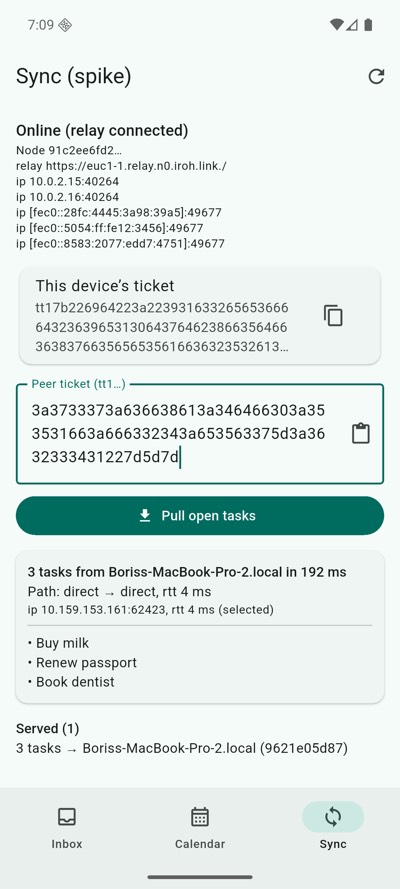 7:09
Sync (spike)
Online (relay connected)
Node 91c2ee6fd2…
relay https://euc1-1.relay.n0.iroh.link./
ip 10.0.2.15:40264
ip 10.0.2.16:40264
ip [fec0::28fc:4445:3a98:39a5]:49677
ip [fec0::5054:ff:fe12:3456]:49677
ip [fec0::8583:2077:edd7:4751]:49677
This device’s ticket
tt17b226964223a223931633265653666
643236396531306437646238663564​66
363837663565653561663632353261​3…
Peer ticket (tt1…)
3a3733373a636638613a346466303a35
3531663a666332343a653563375d3a36
32333431227d5d7d
Pull open tasks
3 tasks from Boriss-MacBook-Pro-2.local in 192 ms
Path: direct → direct, rtt 4 ms
ip 10.159.153.161:62423, rtt 4 ms (selected)
• Buy milk
• Renew passport
• Book dentist
Served (1)
3 tasks → Boriss-MacBook-Pro-2.local (9621e05d87)
Inbox
Calendar
Sync